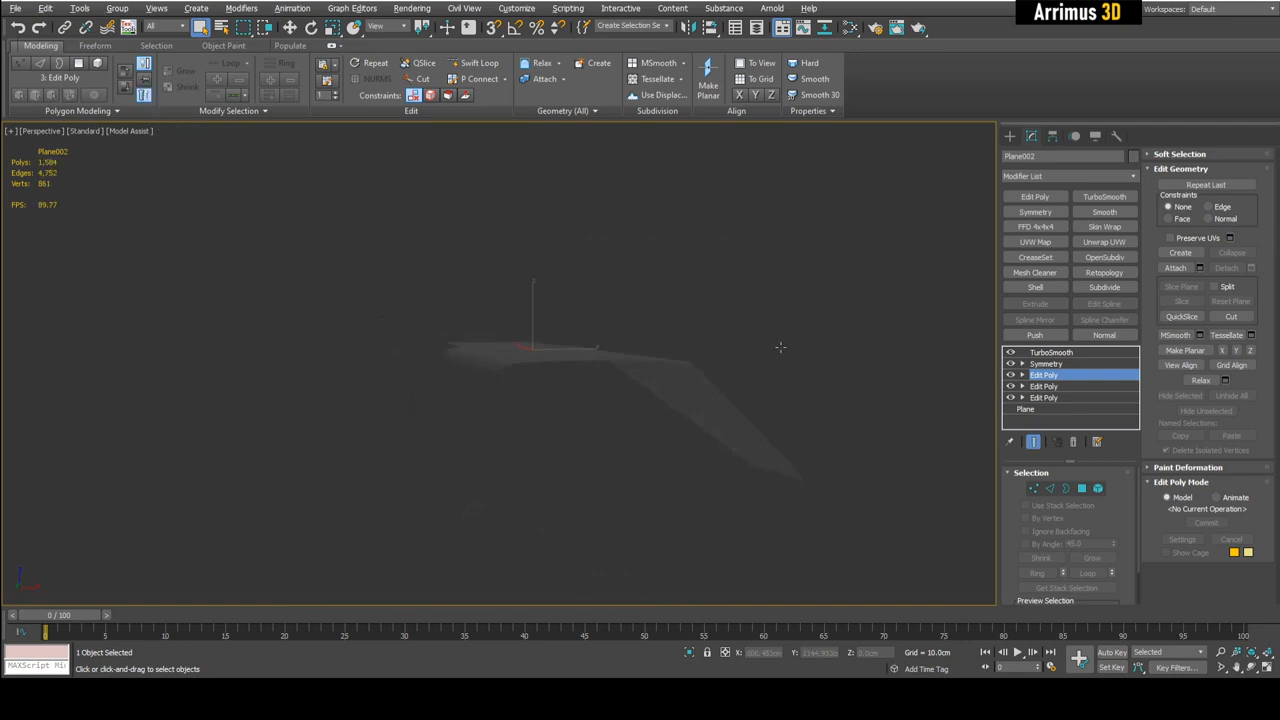 Arrimus 3D
File Edit Tools Group Views Create Modifiers Animation Graph Editors Rendering Civil View Customize Scripting Interactive Content Substance Arnold Help Workspaces: Default
All View Create Selection Se
Modeling Freeform Selection Object Paint Populate
3: Edit Poly
Grow Loop Ring
Shrink
Repeat QSlice Swift Loop
NURMS Cut P Connect
1 Constraints:
Relax Create
Attach
MSmooth
Tessellate
Use Displac...
Make Planar
To View
To Grid
X Y Z
Hard
Smooth
Smooth 30
Polygon Modeling Modify Selection Edit Geometry (All) Subdivision Align Properties
[+] [Perspective] [Standard] [Model Assist]
Plane002
Polys: 1,584
Edges: 4,752
Verts: 861
FPS: 89.77
Plane002
Modifier List
Edit Poly TurboSmooth
Symmetry Smooth
FFD 4x4x4 Skin Wrap
UVW Map Unwrap UVW
CreaseSet OpenSubdiv
Mesh Cleaner Retopology
Shell Subdivide
Extrude Edit Spline
Spline Mirror Spline Chamfer
Push Normal
TurboSmooth
Symmetry
Edit Poly
Edit Poly
Edit Poly
Plane
Selection
Use Stack Selection
By Vertex
Ignore Backfacing
By Angle: 45.0
Shrink Grow
Ring Loop
Get Stack Selection
Preview Selection
Soft Selection
Edit Geometry
Repeat Last
Constraints
None Edge
Face Normal
Preserve UVs
Create Collapse
Attach Detach
Slice Plane Split
Slice Reset Plane
QuickSlice Cut
MSmooth Tessellate
Make Planar X Y Z
View Align Grid Align
Relax
Hide Selected Unhide All
Hide Unselected
Named Selections:
Copy Paste
Delete Isolated Vertices
Paint Deformation
Edit Poly Mode
Model Animate
<No Current Operation>
Commit
Settings Cancel
Show Cage
0 / 100
0 5 10 15 20 25 30 35 40 45 50 55 60 65 70 75 80 85 90 95 100
MAXScript Mi
1 Object Selected
Click or click-and-drag to select objects
X: Y: Z: 0.0cm Grid = 10.0cm
Add Time Tag
0
Auto Key Selected
Set Key Key Filters...